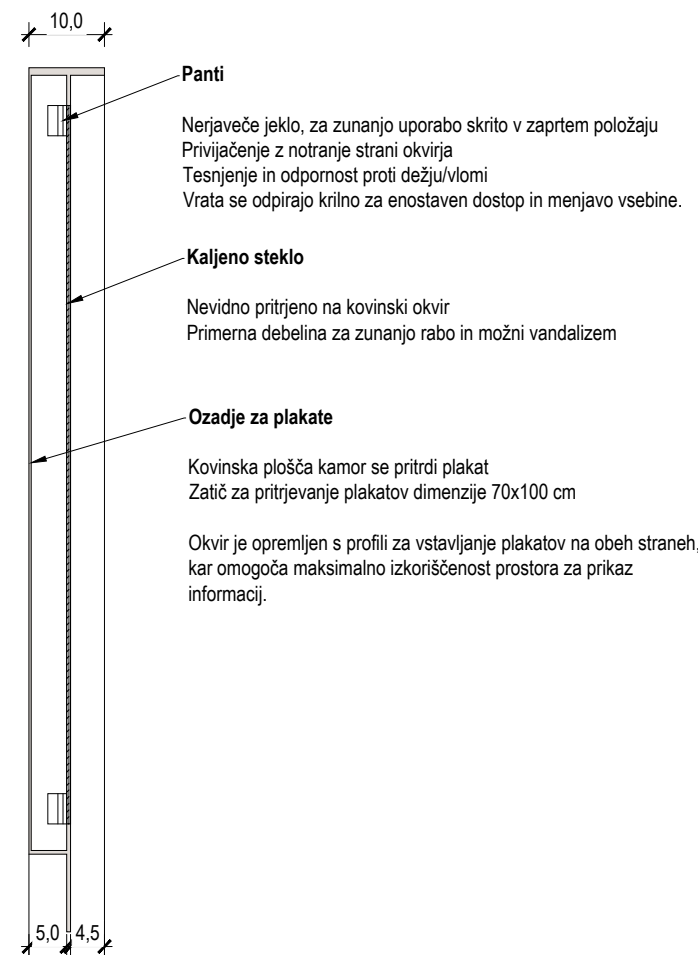 10,0
Panti
Nerjaveče jeklo, za zunanjo uporabo skrito v zaprtem položaju
Privijačenje z notranje strani okvirja
Tesnjenje in odpornost proti dežju/vlomi
Vrata se odpirajo krilno za enostaven dostop in menjavo vsebine.
Kaljeno steklo
Nevidno pritrjeno na kovinski okvir
Primerna debelina za zunanjo rabo in možni vandalizem
Ozadje za plakate
Kovinska plošča kamor se pritrdi plakat
Zatič za pritrjevanje plakatov dimenzije 70x100 cm
Okvir je opremljen s profili za vstavljanje plakatov na obeh straneh,
kar omogoča maksimalno izkoriščenost prostora za prikaz
informacij.
5,0 4,5